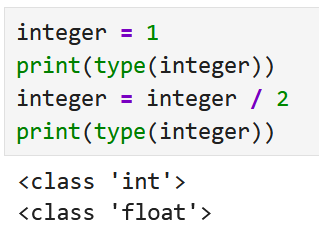 integer = 1
print(type(integer))
integer = integer / 2
print(type(integer))
<class 'int'>
<class 'float'>